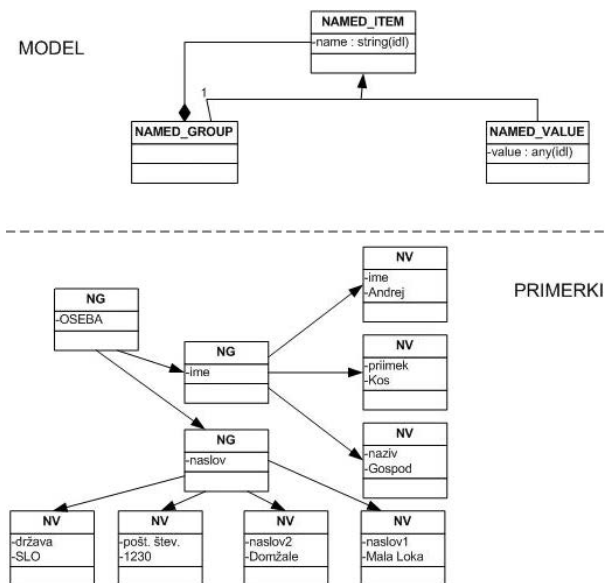 MODEL
NAMED_ITEM
-name : string(idl)
1
NAMED_GROUP
NAMED_VALUE
-value : any(idl)
PRIMERKI
NG
-OSEBA
NG
-ime
NG
-naslov
NV
-ime
-Andrej
NV
-priimek
-Kos
NV
-naziv
-Gospod
NV
-država
-SLO
NV
-pošt. štev.
-1230
NV
-naslov2
-Domžale
NV
-naslov1
-Mala Loka